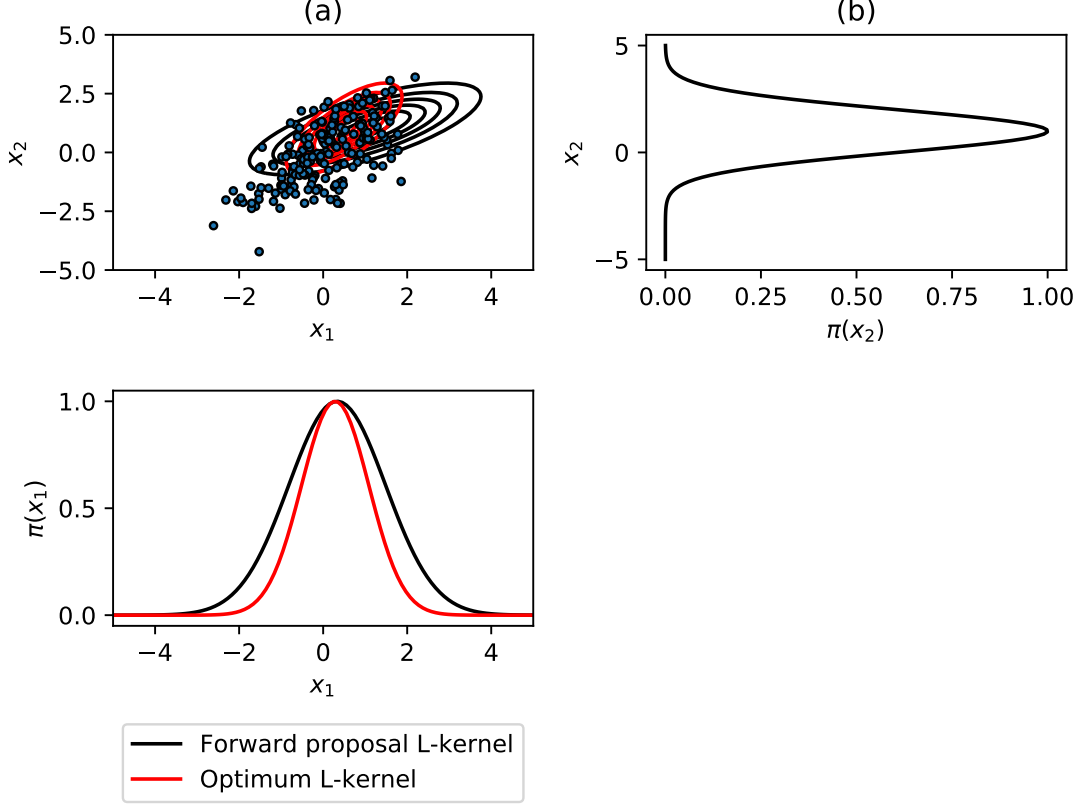 (a)
5.0
2.5
0.0
−2.5
−5.0
x2
−4 −2 0 2 4
x1
(b)
5
0
−5
x2
0.00 0.25 0.50 0.75 1.00
π(x2)
1.0
0.5
0.0
π(x1)
−4 −2 0 2 4
x1
Forward proposal L-kernel
Optimum L-kernel